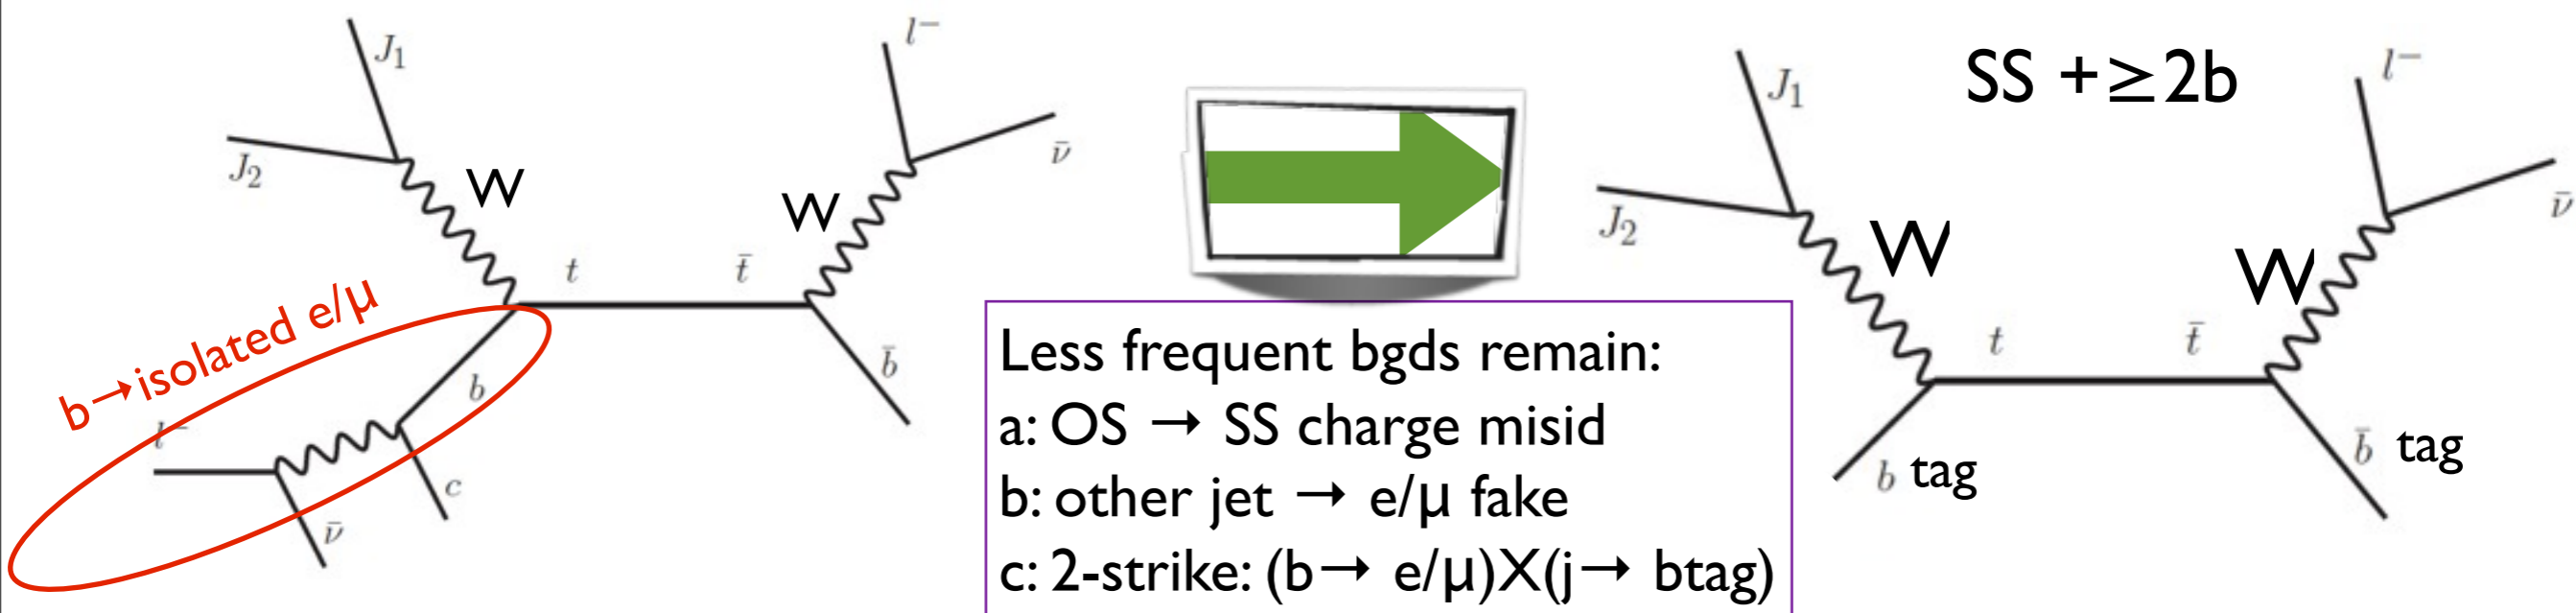 J₁
J₂
W
W
l⁻
ν̄
t
t̄
b→isolated e/μ
b
b̄
l⁻
c
ν̄
SS +≥2b
J₁
J₂
W
W
l⁻
ν̄
t
t̄
b tag
b̄ tag
Less frequent bgds remain:
a: OS → SS charge misid
b: other jet → e/μ fake
c: 2-strike: (b→ e/μ)X(j→ btag)